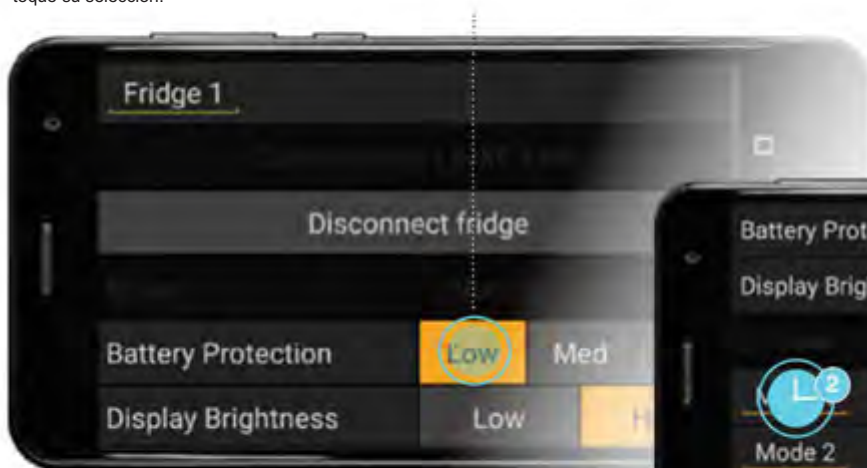 toque su selección.
Fridge 1
Disconnect fridge
Battery Protection Low Med
Display Brightness Low H
Battery Prot
Display Brig
2
Mode 2